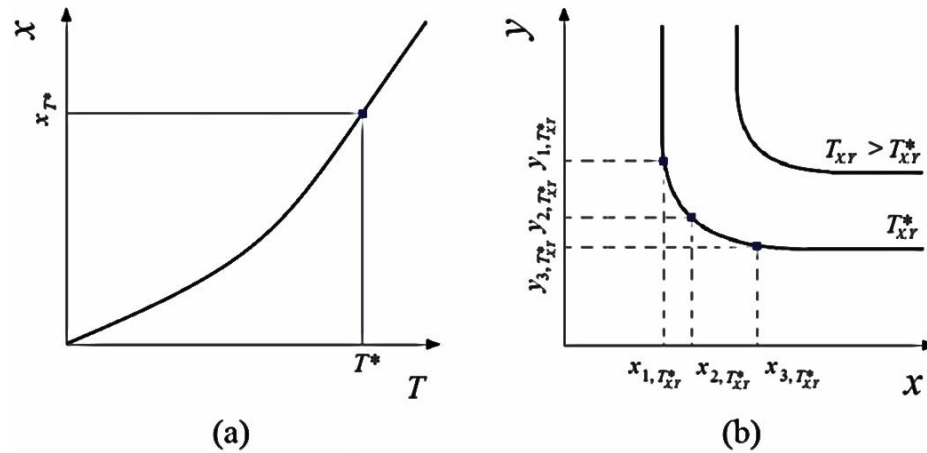 x
x_{T*}
T*
T
(a)
y
y_{1,T*_{XY}}
y_{2,T*_{XY}}
y_{3,T*_{XY}}
T_{XY} > T*_{XY}
T*_{XY}
x_{1,T*_{XY}} x_{2,T*_{XY}} x_{3,T*_{XY}}
x
(b)